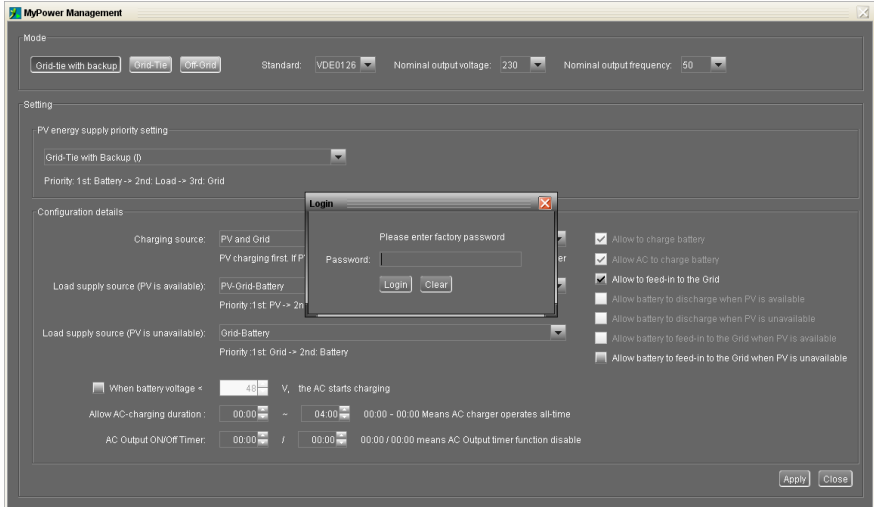 MyPower Management
Mode
Grid-tie with backup Grid-Tie Off-Grid Standard: VDE0126 Nominal output voltage: 230 Nominal output frequency: 50
Setting
PV energy supply priority setting
Grid-Tie with Backup (I)
Priority: 1st: Battery -> 2nd: Load -> 3rd: Grid
Configuration details
Login
Please enter factory password
Password:
Login Clear
Charging source: PV and Grid
PV charging first. If P
er
Load supply source (PV is available): PV-Grid-Battery
Priority :1st: PV -> 2n
Load supply source (PV is unavailable): Grid-Battery
Priority :1st: Grid -> 2nd: Battery
Allow to charge battery
Allow AC to charge battery
Allow to feed-in to the Grid
Allow battery to discharge when PV is available
Allow battery to discharge when PV is unavailable
Allow battery to feed-in to the Grid when PV is available
Allow battery to feed-in to the Grid when PV is unavailable
When battery voltage < 48 V, the AC starts charging
Allow AC-charging duration : 00:00 ~ 04:00 00:00 - 00:00 Means AC charger operates all-time
AC Output ON/Off Timer: 00:00 / 00:00 00:00 / 00:00 means AC Output timer function disable
Apply Close